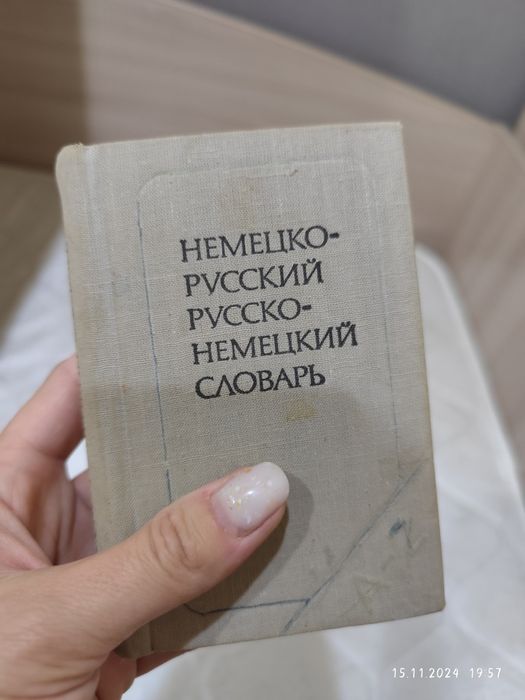 НЕМЕЦКО-
РУССКИЙ
РУССКО-
НЕМЕЦКИЙ
СЛОВАРЬ
15.11.2024 19:57